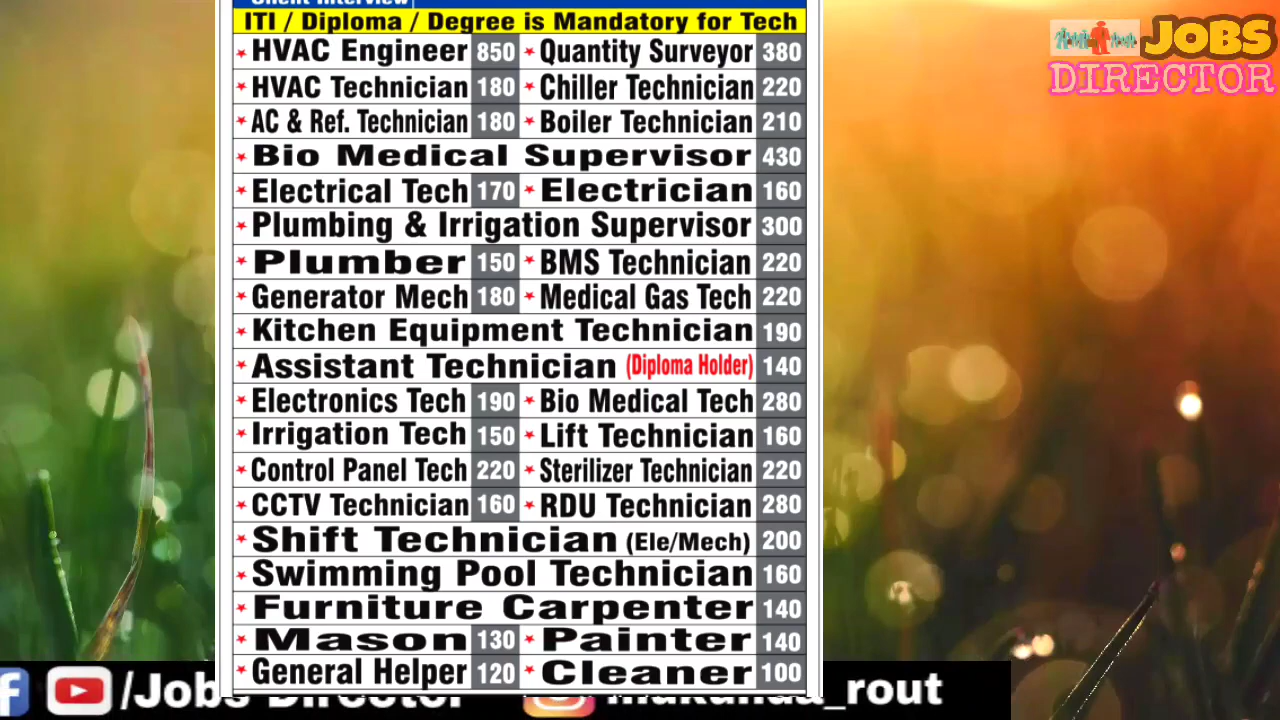 Client Interview
ITI / Diploma / Degree is Mandatory for Tech
HVAC Engineer 850 Quantity Surveyor 380
HVAC Technician 180 Chiller Technician 220
AC & Ref. Technician 180 Boiler Technician 210
Bio Medical Supervisor 430
Electrical Tech 170 Electrician 160
Plumbing & Irrigation Supervisor 300
Plumber 150 BMS Technician 220
Generator Mech 180 Medical Gas Tech 220
Kitchen Equipment Technician 190
Assistant Technician (Diploma Holder) 140
Electronics Tech 190 Bio Medical Tech 280
Irrigation Tech 150 Lift Technician 160
Control Panel Tech 220 Sterilizer Technician 220
CCTV Technician 160 RDU Technician 280
Shift Technician (Ele/Mech) 200
Swimming Pool Technician 160
Furniture Carpenter 140
Mason 130 Painter 140
General Helper 120 Cleaner 100
JOBS
DIRECTOR
/Jobs Director mukunda_rout